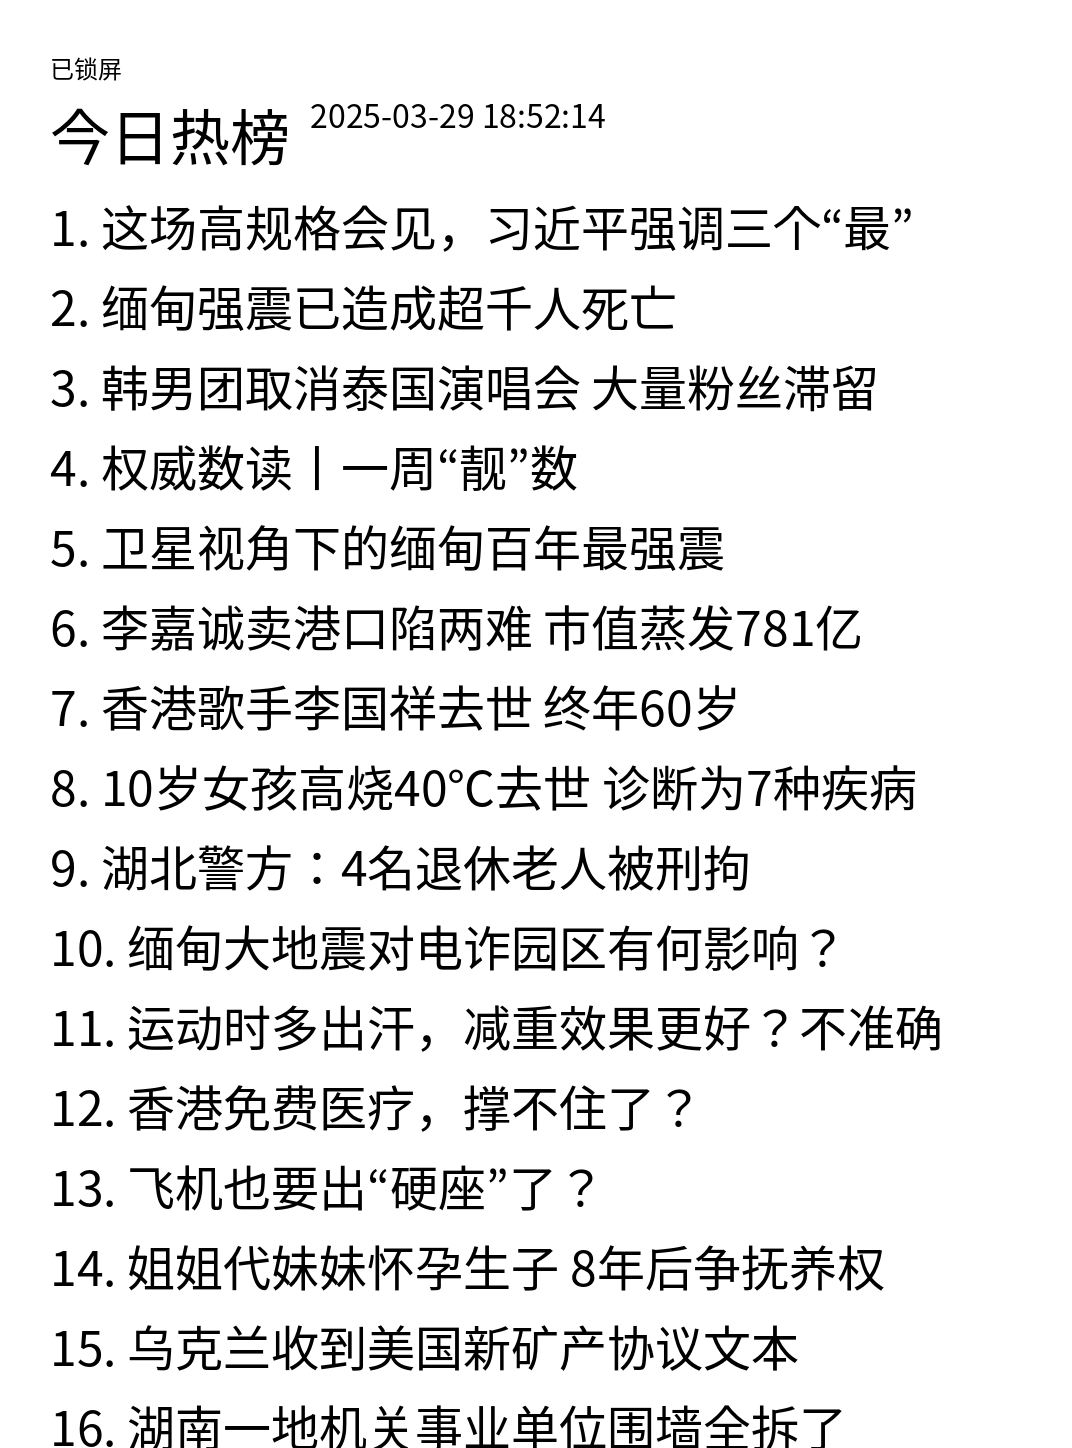 已锁屏
今日热榜 2025-03-29 18:52:14
1. 这场高规格会见，习近平强调三个“最”
2. 缅甸强震已造成超千人死亡
3. 韩男团取消泰国演唱会 大量粉丝滞留
4. 权威数读丨一周“靓”数
5. 卫星视角下的缅甸百年最强震
6. 李嘉诚卖港口陷两难 市值蒸发781亿
7. 香港歌手李国祥去世 终年60岁
8. 10岁女孩高烧40℃去世 诊断为7种疾病
9. 湖北警方：4名退休老人被刑拘
10. 缅甸大地震对电诈园区有何影响？
11. 运动时多出汗，减重效果更好？不准确
12. 香港免费医疗，撑不住了？
13. 飞机也要出“硬座”了？
14. 姐姐代妹妹怀孕生子 8年后争抚养权
15. 乌克兰收到美国新矿产协议文本
16. 湖南一地机关事业单位围墙全拆了